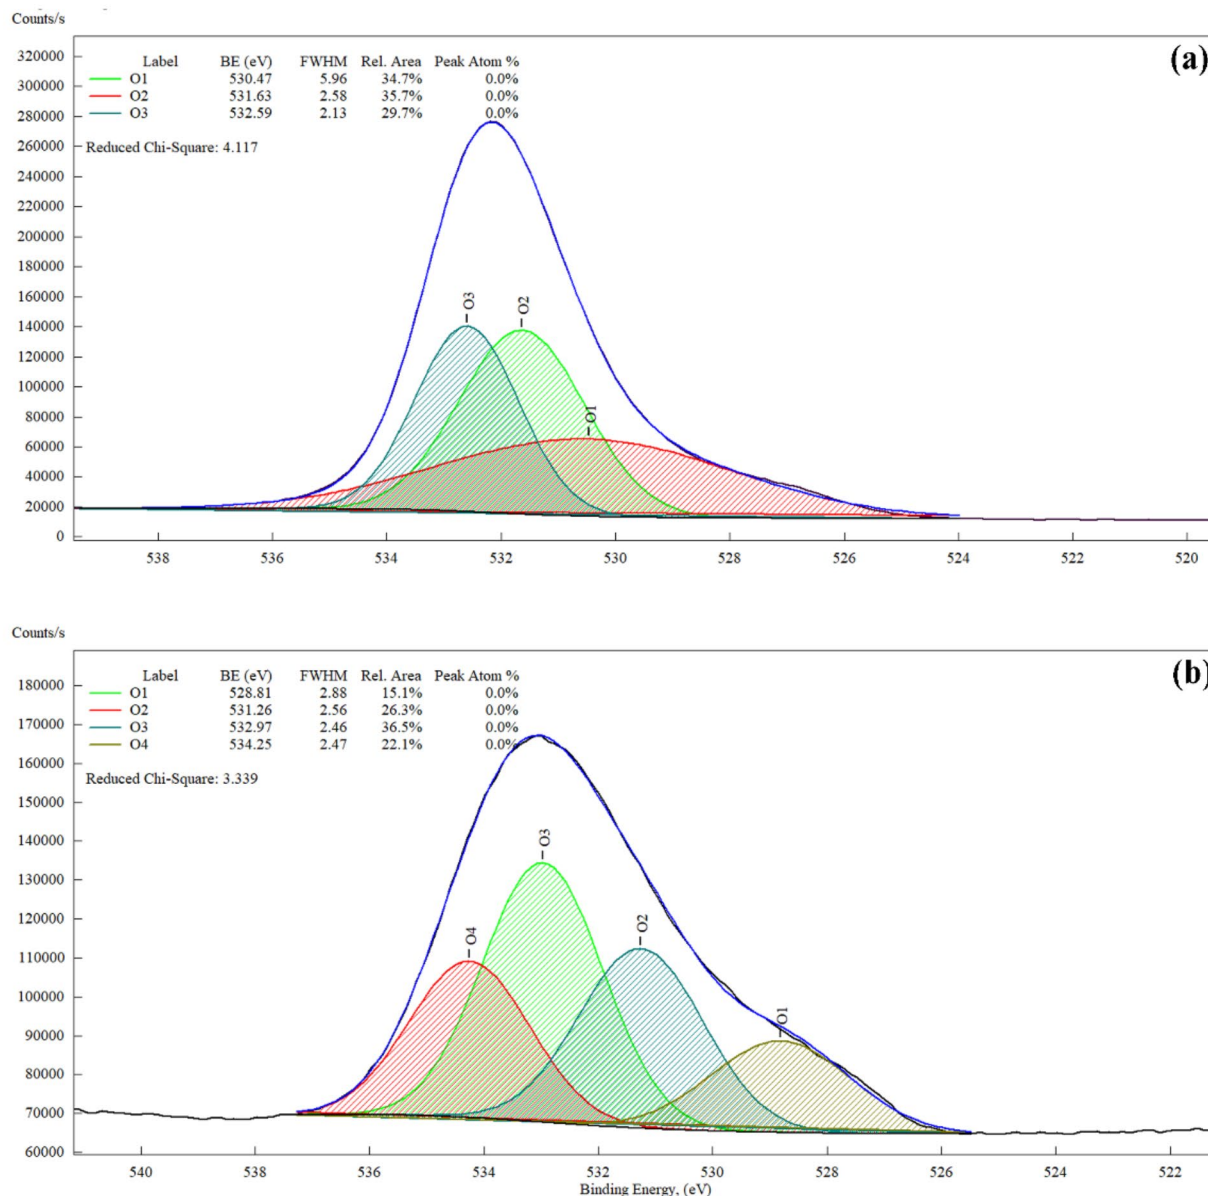 Counts/s
(a)
Label BE (eV) FWHM Rel. Area Peak Atom %
O1 530.47 5.96 34.7% 0.0%
O2 531.63 2.58 35.7% 0.0%
O3 532.59 2.13 29.7% 0.0%
Reduced Chi-Square: 4.117
320000
300000
280000
260000
240000
220000
200000
180000
160000
140000
120000
100000
80000
60000
40000
20000
0
O3
O2
O1
538 536 534 532 530 528 526 524 522 520
Counts/s
(b)
Label BE (eV) FWHM Rel. Area Peak Atom %
O1 528.81 2.88 15.1% 0.0%
O2 531.26 2.56 26.3% 0.0%
O3 532.97 2.46 36.5% 0.0%
O4 534.25 2.47 22.1% 0.0%
Reduced Chi-Square: 3.339
180000
170000
160000
150000
140000
130000
120000
110000
100000
90000
80000
70000
60000
O4
O3
O2
O1
540 538 536 534 532 530 528 526 524 522
Binding Energy, (eV)